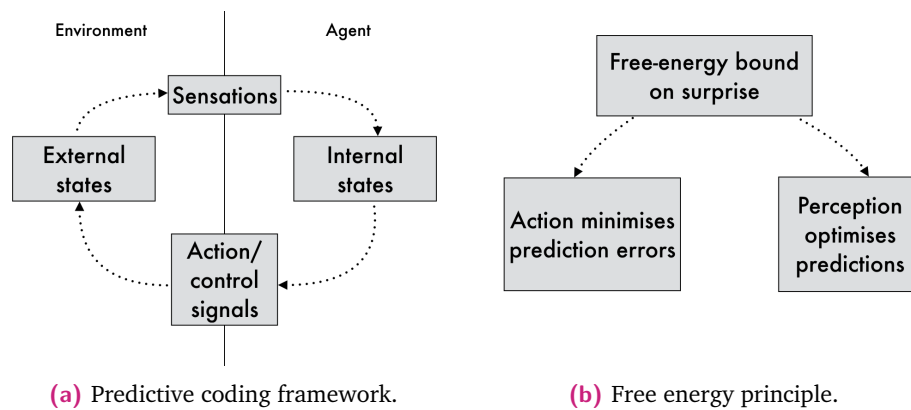 Environment
Agent
Sensations
External
states
Internal
states
Action/
control
signals
(a) Predictive coding framework.
Free-energy bound
on surprise
Action minimises
prediction errors
Perception
optimises
predictions
(b) Free energy principle.